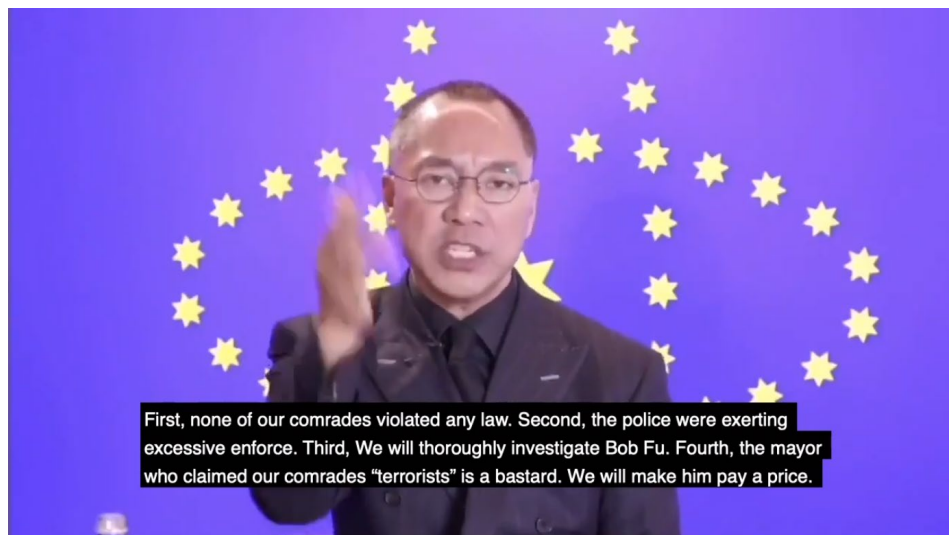 First, none of our comrades violated any law. Second, the police were exerting
excessive enforce. Third, We will thoroughly investigate Bob Fu. Fourth, the mayor
who claimed our comrades “terrorists” is a bastard. We will make him pay a price.